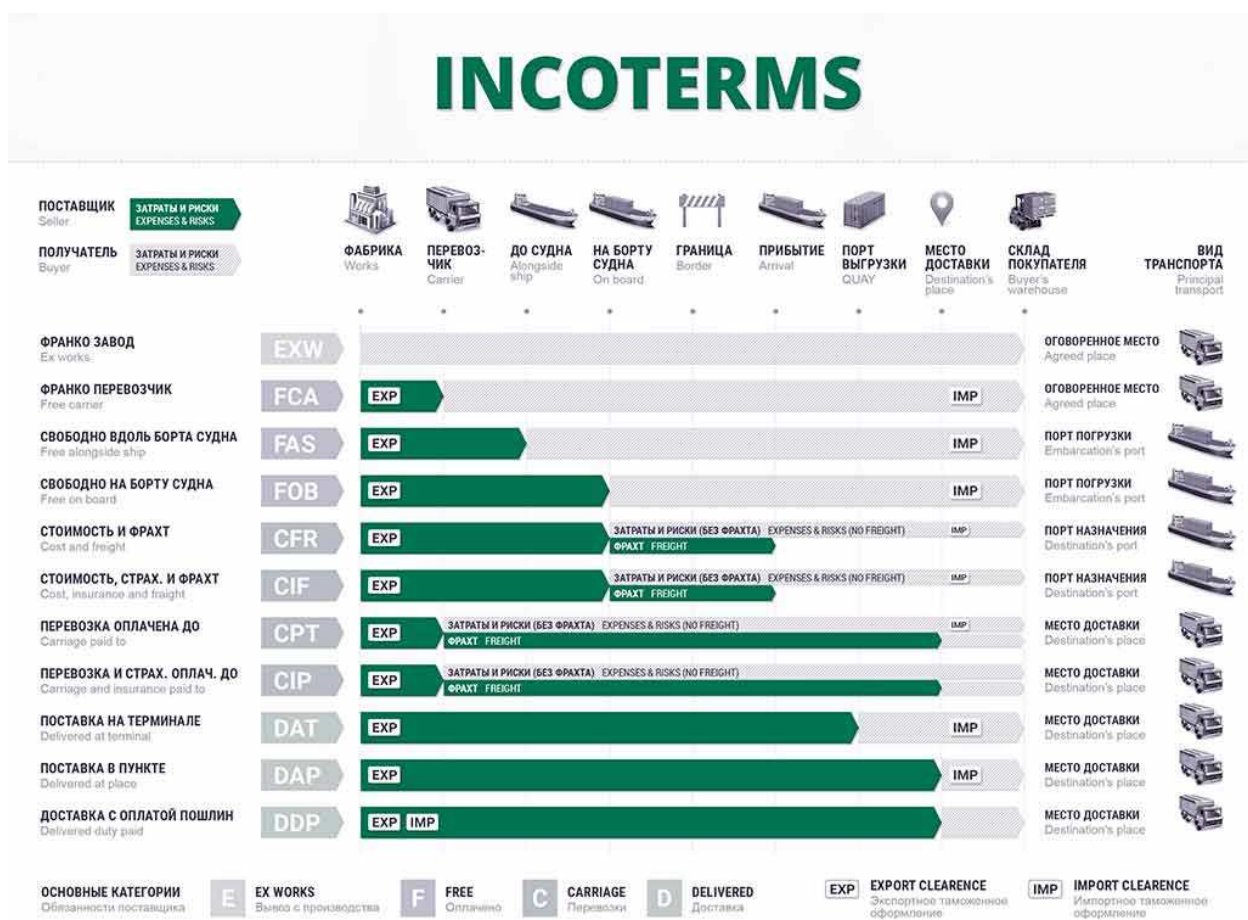 INCOTERMS
ПОСТАВЩИК
Seller
ЗАТРАТЫ И РИСКИ
EXPENSES & RISKS
ПОЛУЧАТЕЛЬ
Buyer
ЗАТРАТЫ И РИСКИ
EXPENSES & RISKS
ФАБРИКА
Works
ПЕРЕВОЗ-
ЧИК
Carrier
ДО СУДНА
Alongside
ship
НА БОРТУ
СУДНА
On board
ГРАНИЦА
Border
ПРИБЫТИЕ
Arrival
ПОРТ
ВЫГРУЗКИ
QUAY
МЕСТО
ДОСТАВКИ
Destination's
place
СКЛАД
ПОКУПАТЕЛЯ
Buyer's
warehouse
ВИД
ТРАНСПОРТА
Principal
transport
ФРАНКО ЗАВОД
Ex works
EXW
ОГОВОРЕННОЕ МЕСТО
Agreed place
ФРАНКО ПЕРЕВОЗЧИК
Free carrier
FCA
EXP
IMP
ОГОВОРЕННОЕ МЕСТО
Agreed place
СВОБОДНО ВДОЛЬ БОРТА СУДНА
Free alongside ship
FAS
EXP
IMP
ПОРТ ПОГРУЗКИ
Embarcation's port
СВОБОДНО НА БОРТУ СУДНА
Free on board
FOB
EXP
IMP
ПОРТ ПОГРУЗКИ
Embarcation's port
СТОИМОСТЬ И ФРАХТ
Cost and freight
CFR
EXP
ЗАТРАТЫ И РИСКИ (БЕЗ ФРАХТА) EXPENSES & RISKS (NO FREIGHT)
IMP
ФРАХТ FREIGHT
ПОРТ НАЗНАЧЕНИЯ
Destination's port
СТОИМОСТЬ, СТРАХ. И ФРАХТ
Cost, insurance and freight
CIF
EXP
ЗАТРАТЫ И РИСКИ (БЕЗ ФРАХТА) EXPENSES & RISKS (NO FREIGHT)
IMP
ФРАХТ FREIGHT
ПОРТ НАЗНАЧЕНИЯ
Destination's port
ПЕРЕВОЗКА ОПЛАЧЕНА ДО
Carriage paid to
CPT
EXP
ЗАТРАТЫ И РИСКИ (БЕЗ ФРАХТА) EXPENSES & RISKS (NO FREIGHT)
IMP
ФРАХТ FREIGHT
МЕСТО ДОСТАВКИ
Destination's place
ПЕРЕВОЗКА И СТРАХ. ОПЛАЧ. ДО
Carriage and insurance paid to
CIP
EXP
ЗАТРАТЫ И РИСКИ (БЕЗ ФРАХТА) EXPENSES & RISKS (NO FREIGHT)
ФРАХТ FREIGHT
МЕСТО ДОСТАВКИ
Destination's place
ПОСТАВКА НА ТЕРМИНАЛЕ
Delivered at terminal
DAT
EXP
IMP
МЕСТО ДОСТАВКИ
Destination's place
ПОСТАВКА В ПУНКТЕ
Delivered at place
DAP
EXP
IMP
МЕСТО ДОСТАВКИ
Destination's place
ДОСТАВКА С ОПЛАТОЙ ПОШЛИН
Delivered duty paid
DDP
EXP IMP
МЕСТО ДОСТАВКИ
Destination's place
ОСНОВНЫЕ КАТЕГОРИИ
Обязанности поставщика
E
EX WORKS
Вывоз с производства
F
FREE
Оплачено
C
CARRIAGE
Перевозки
D
DELIVERED
Доставка
EXP
EXPORT CLEARENCE
Экспортное таможенное
оформление
IMP
IMPORT CLEARENCE
Импортное таможенное
оформление